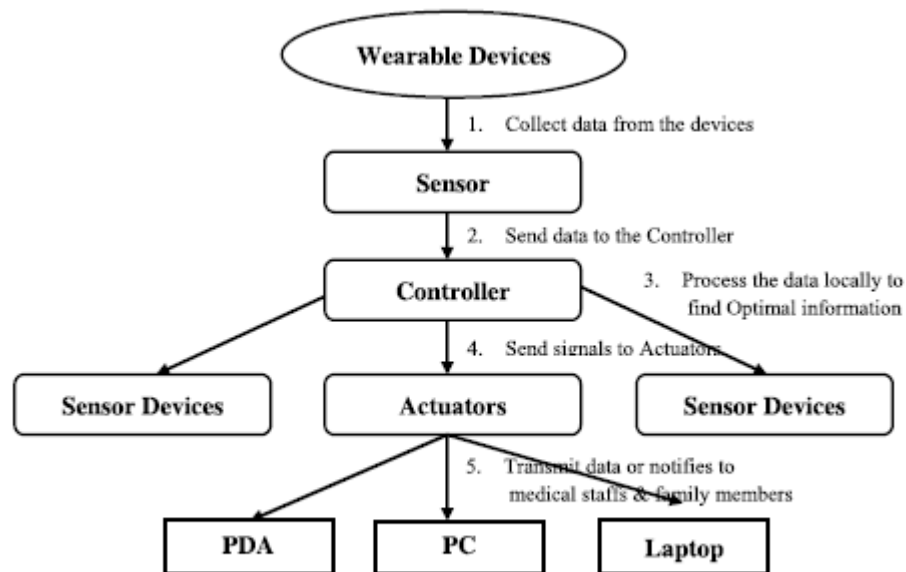 Wearable Devices
1. Collect data from the devices
Sensor
2. Send data to the Controller
Controller
3. Process the data locally to
find Optimal information
4. Send signals to Actuators
Sensor Devices
Actuators
Sensor Devices
5. Transmit data or notifies to
medical staffs & family members
PDA
PC
Laptop